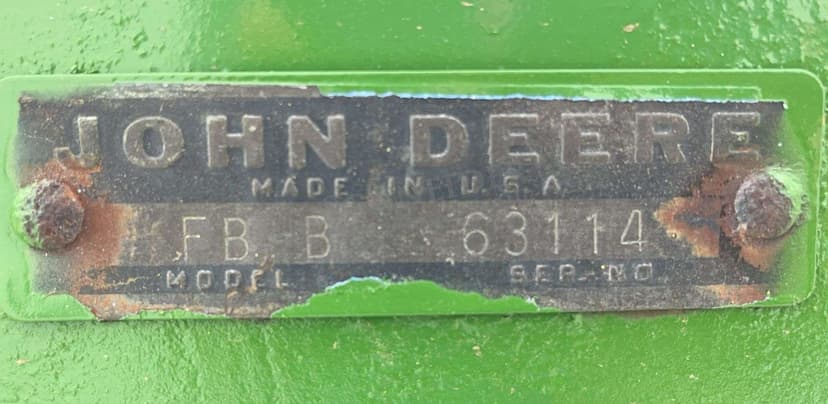 JOHN DEERE
MADE IN U.S.A
FB B 63114
MODEL SER. NO